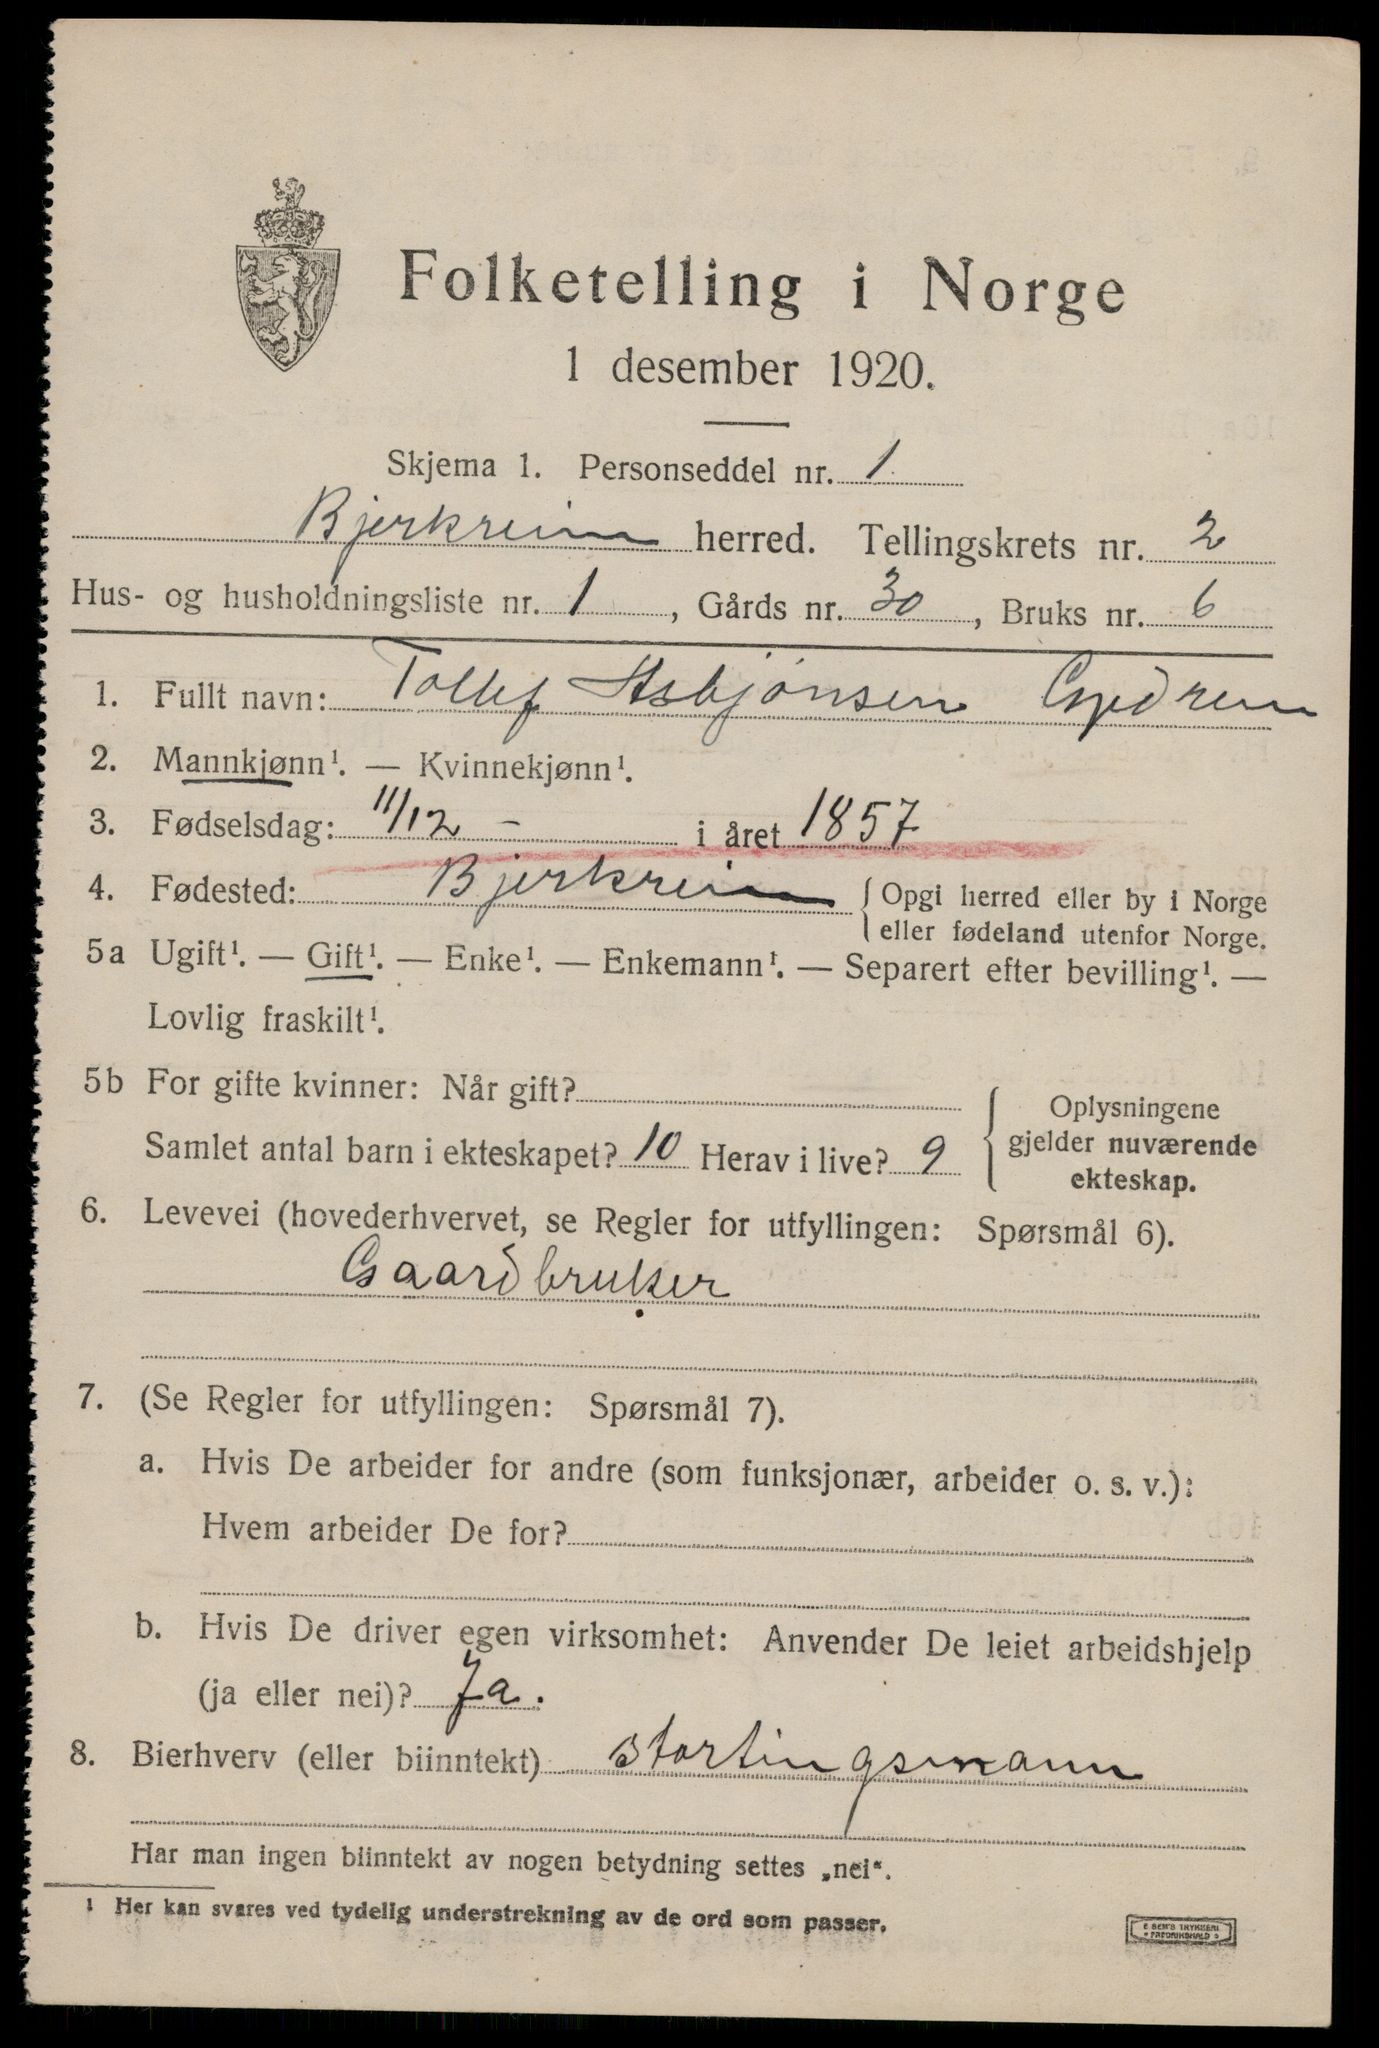 Folketelling i Norge
1 desember 1920.
Skjema 1. Personseddel nr. 1
Bjerkreim herred. Tellingskrets nr. 2
Hus- og husholdningsliste nr. 1, Gårds nr. 30, Bruks nr. 6
1. Fullt navn: Tollef Asbjönsen Gjedrem
2. Mannkjønn¹. — Kvinnekjønn¹.
3. Fødselsdag: 11/12 - i året 1857
4. Fødested: Bjerkreim { Opgi herred eller by i Norge
eller fødeland utenfor Norge.
5a Ugift¹. — Gift¹. — Enke¹. — Enkemann¹. — Separert efter bevilling¹. —
Lovlig fraskilt¹.
5b For gifte kvinner: Når gift?
Samlet antal barn i ekteskapet? 10 Herav i live? 9
{ Oplysningene
gjelder nuværende
ekteskap.
6. Levevei (hovederhvervet, se Regler for utfyllingen: Spørsmål 6).
Gaardbruker
7. (Se Regler for utfyllingen: Spørsmål 7).
a. Hvis De arbeider for andre (som funksjonær, arbeider o. s. v.):
Hvem arbeider De for?
b. Hvis De driver egen virksomhet: Anvender De leiet arbeidshjelp
(ja eller nei)? Ja.
8. Bierhverv (eller biinntekt) Stortingsmann
Har man ingen biinntekt av nogen betydning settes „nei“.
¹ Her kan svares ved tydelig understrekning av de ord som passer.
E SEM'S TRYKKERI
FREDRIKSHALD